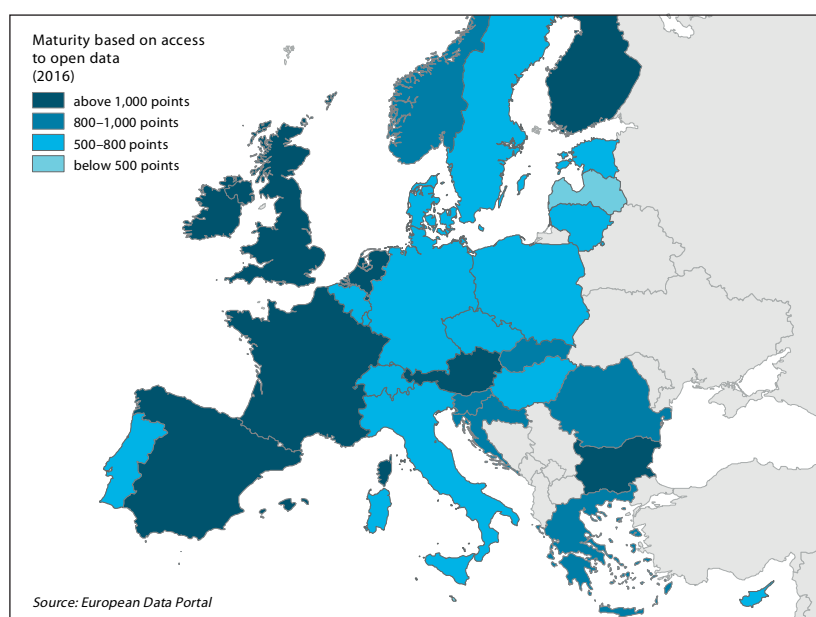 Maturity based on access
to open data
(2016)
above 1,000 points
800–1,000 points
500–800 points
below 500 points
Source: European Data Portal